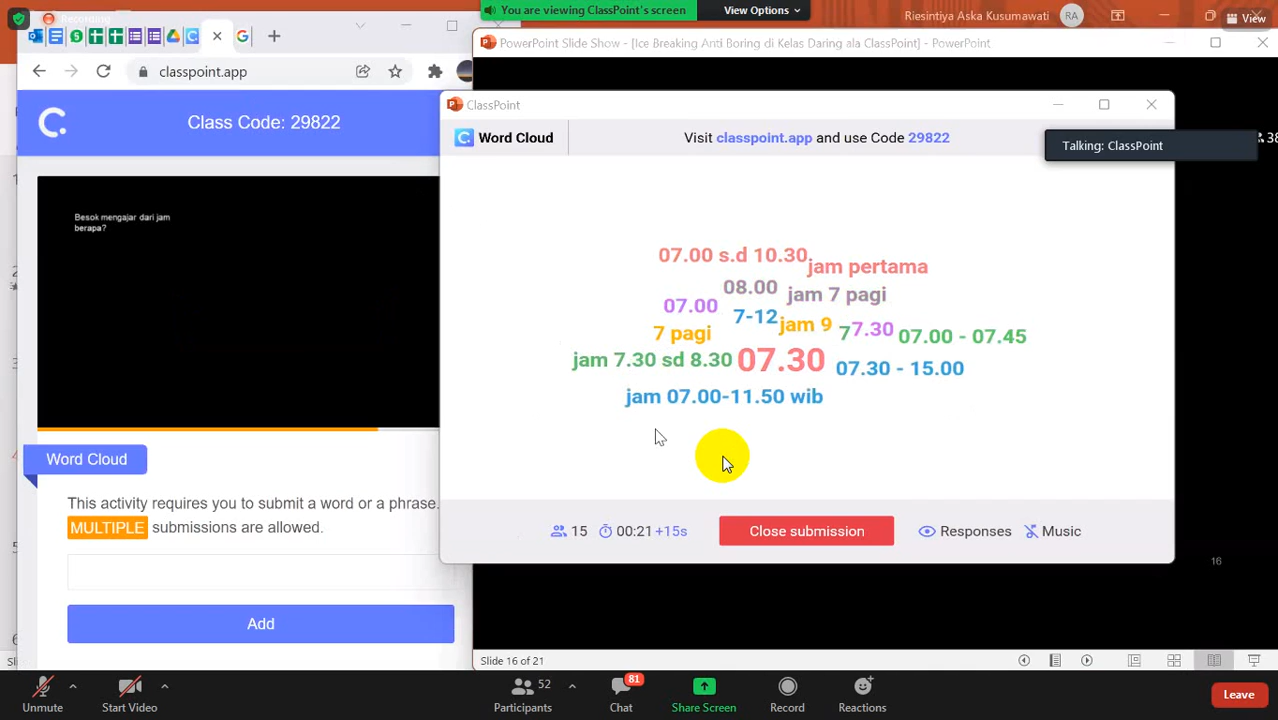 Recording
You are viewing ClassPoint's screen
View Options
Riesintiya Aska Kusumawati
RA
View
PowerPoint Slide Show - [Ice Breaking Anti Boring di Kelas Daring ala ClassPoint] - PowerPoint
classpoint.app
ClassPoint
Class Code: 29822
Word Cloud
Visit classpoint.app and use Code 29822
Talking: ClassPoint
38
Besok mengajar dari jam
berapa?
07.00 s.d 10.30.
jam pertama
08.00
jam 7 pagi
07.00
7-12
jam 9
7 pagi
7
7.30
07.00 - 07.45
jam 7.30 sd 8.30
07.30
07.30 - 15.00
jam 07.00-11.50 wib
Word Cloud
This activity requires you to submit a word or a phrase.
MULTIPLE submissions are allowed.
Add
15
00:21 +15s
Close submission
Responses
Music
16
Slide 16 of 21
Unmute
Start Video
52
Participants
81
Chat
Share Screen
Record
Reactions
Leave